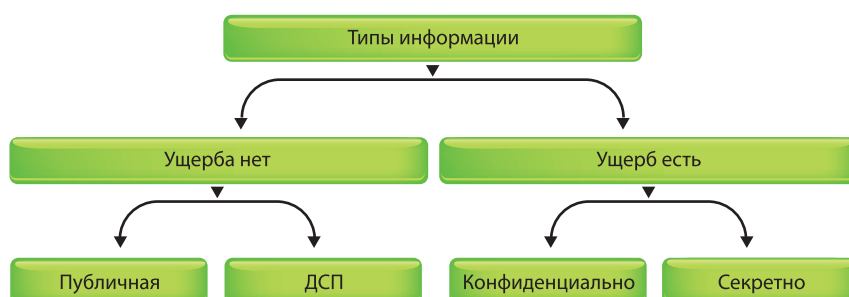 Типы информации
Ущерба нет
Ущерб есть
Публичная
ДСП
Конфиденциально
Секретно